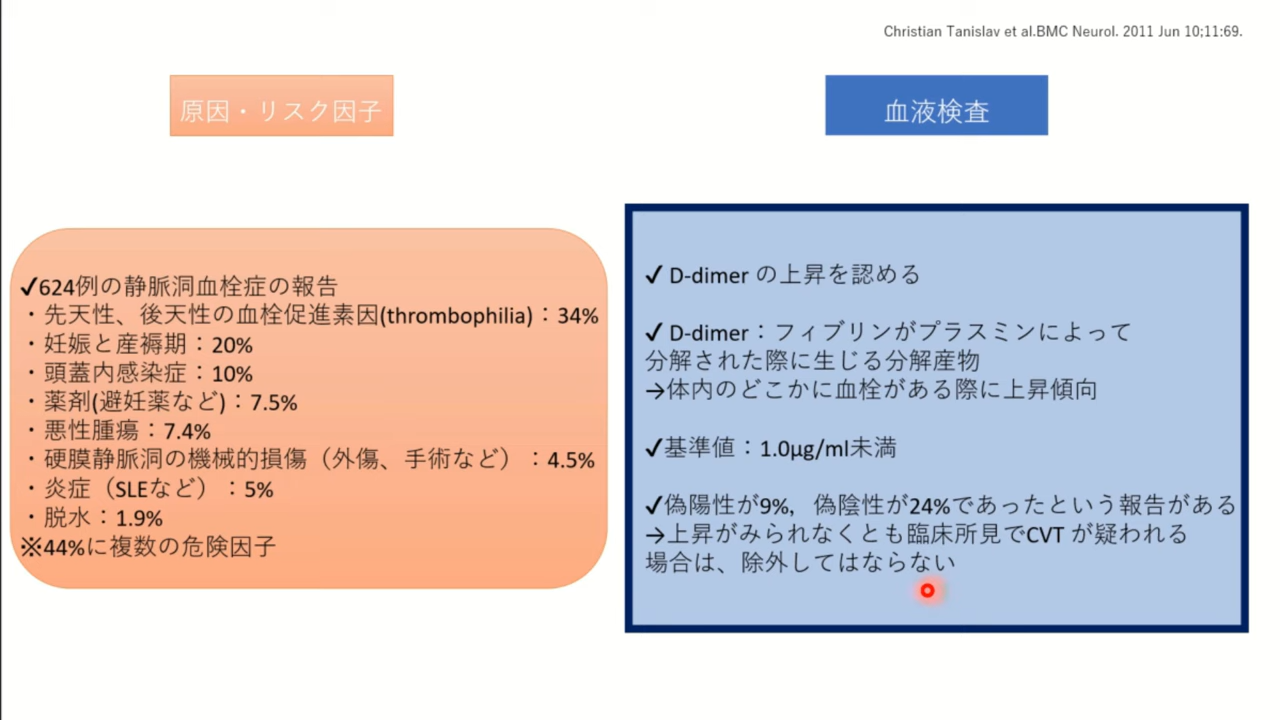 Christian Tanislav et al.BMC Neurol. 2011 Jun 10;11:69.
原因・リスク因子
✓624例の静脈洞血栓症の報告
・先天性、後天性の血栓促進素因(thrombophilia)：34%
・妊娠と産褥期：20%
・頭蓋内感染症：10%
・薬剤(避妊薬など)：7.5%
・悪性腫瘍：7.4%
・硬膜静脈洞の機械的損傷（外傷、手術など）：4.5%
・炎症（SLEなど）：5%
・脱水：1.9%
※44%に複数の危険因子
血液検査
✓ D-dimer の上昇を認める
✓ D-dimer：フィブリンがプラスミンによって
分解された際に生じる分解産物
→体内のどこかに血栓がある際に上昇傾向
✓基準値：1.0μg/ml未満
✓偽陽性が9%，偽陰性が24%であったという報告がある
→上昇がみられなくとも臨床所見でCVT が疑われる
場合は、除外してはならない